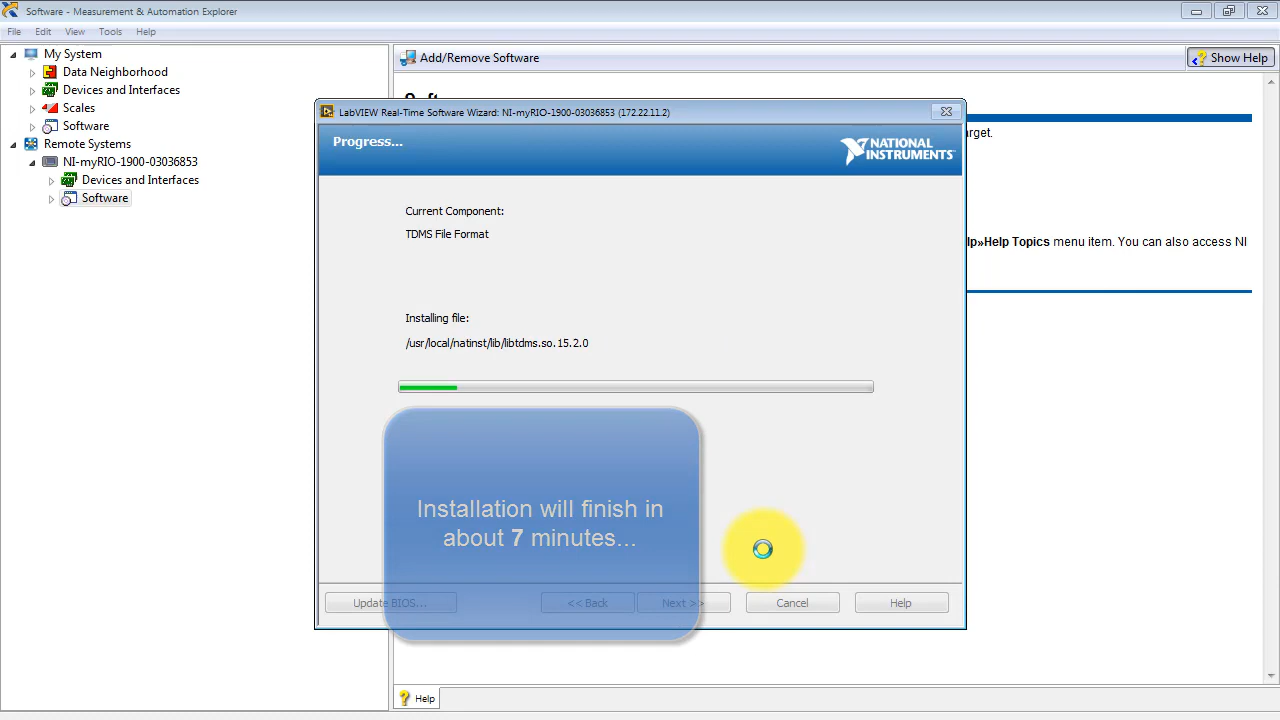 Software - Measurement & Automation Explorer
File Edit View Tools Help
My System
Data Neighborhood
Devices and Interfaces
Scales
Software
Remote Systems
NI-myRIO-1900-03036853
Devices and Interfaces
Software
Add/Remove Software
Show Help
target.
lp»Help Topics menu item. You can also access NI
LabVIEW Real-Time Software Wizard: NI-myRIO-1900-03036853 (172.22.11.2)
Progress...
NATIONAL
INSTRUMENTS
Current Component:
TDMS File Format
Installing file:
/usr/local/natinst/lib/libtdms.so.15.2.0
Installation will finish in
about 7 minutes...
Update BIOS... << Back Next >> Cancel Help
Help